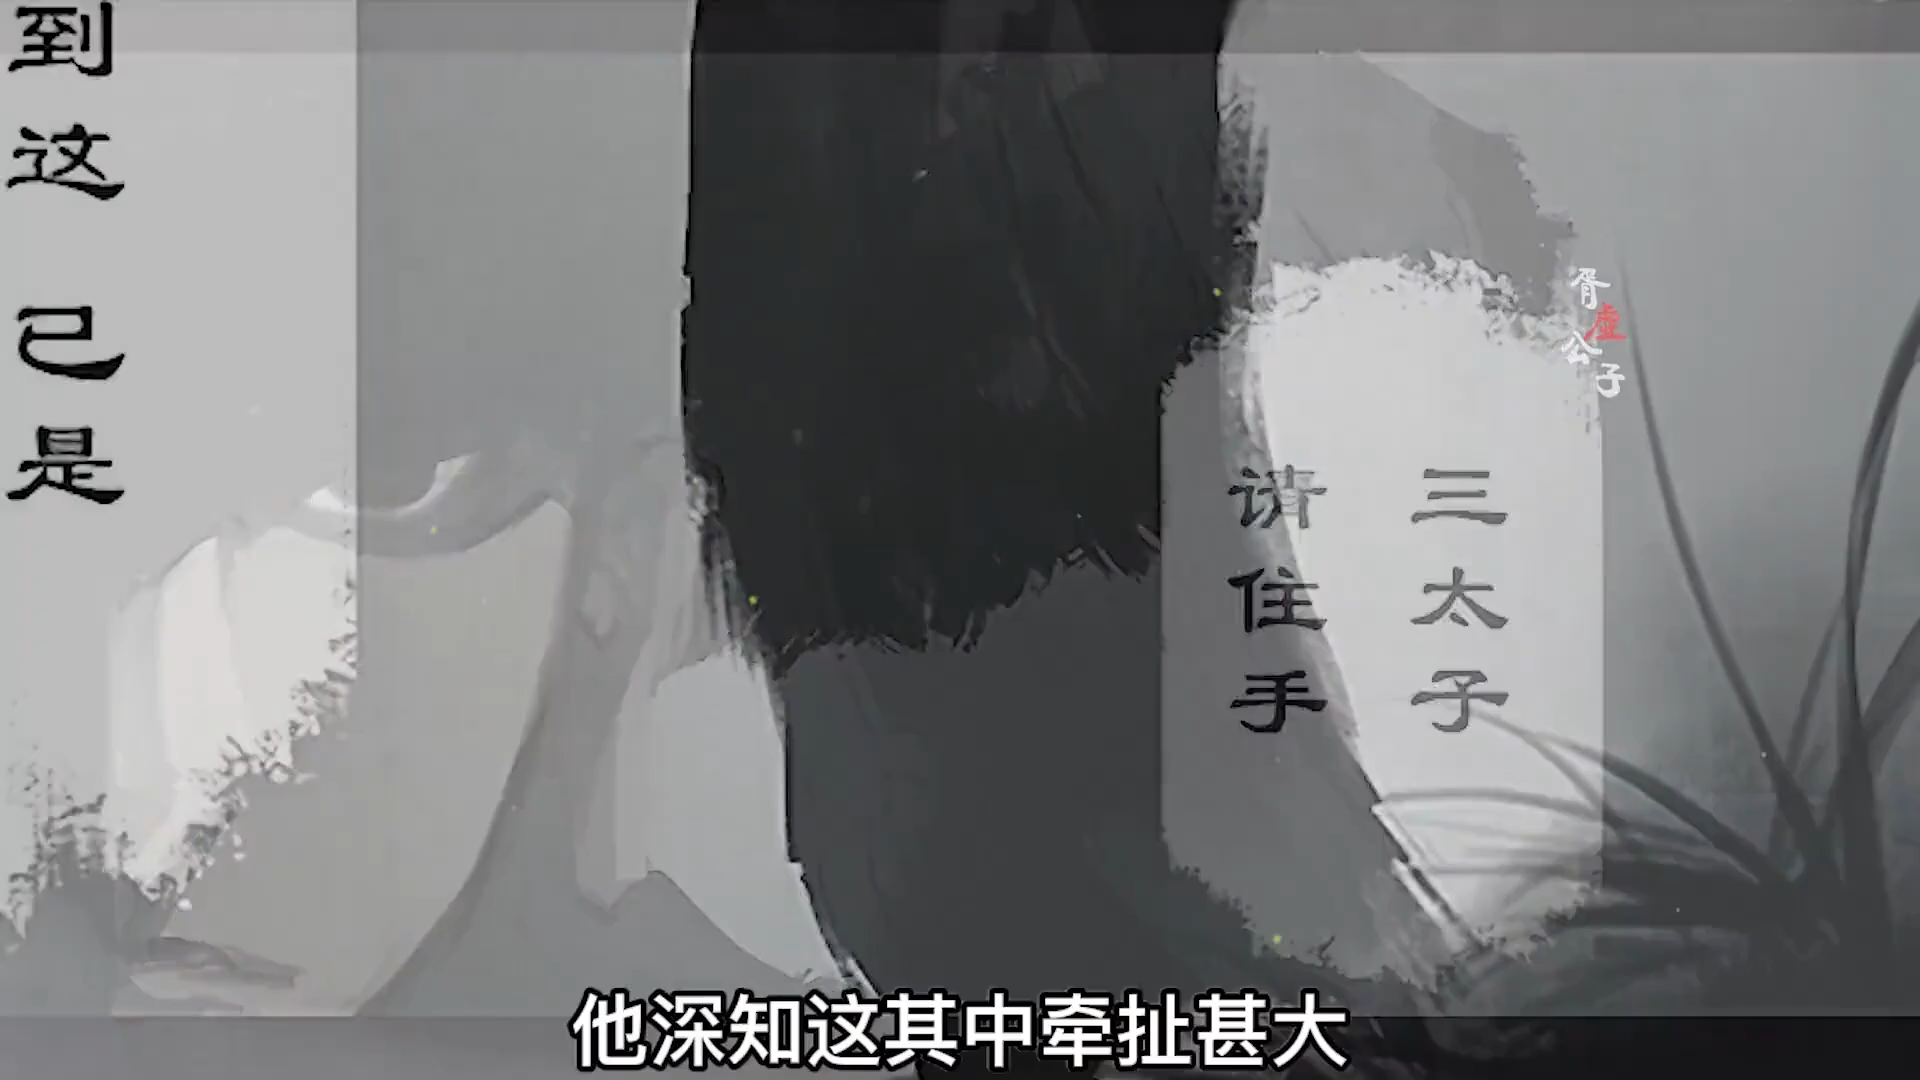 三太子
请住手
到这 已是
胥虚公子
他深知这其中牵扯甚大